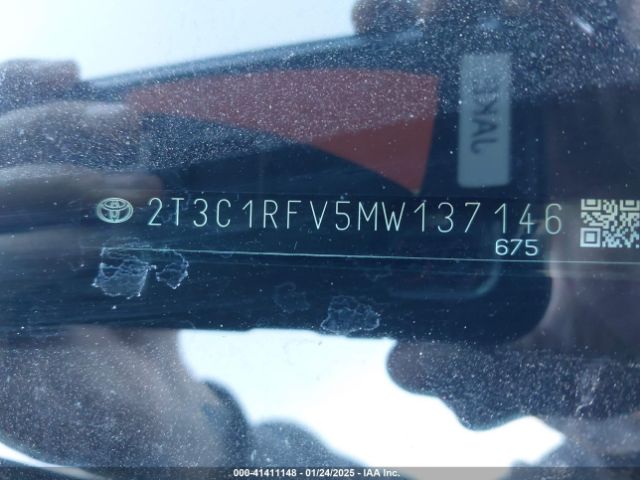 2T3C1RFV5MW137146
675
000-41411148 - 01/24/2025 - IAA Inc.